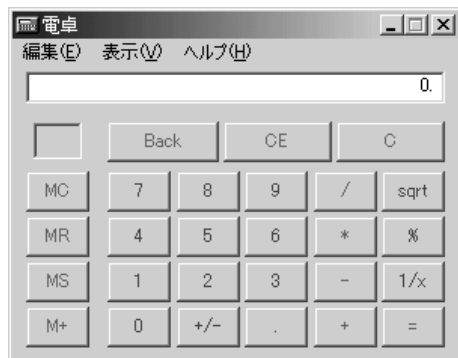 電卓
編集(E) 表示(V) ヘルプ(H)
0.
Back CE C
MC 7 8 9 / sqrt
MR 4 5 6 * %
MS 1 2 3 - 1/x
M+ 0 +/- . + =